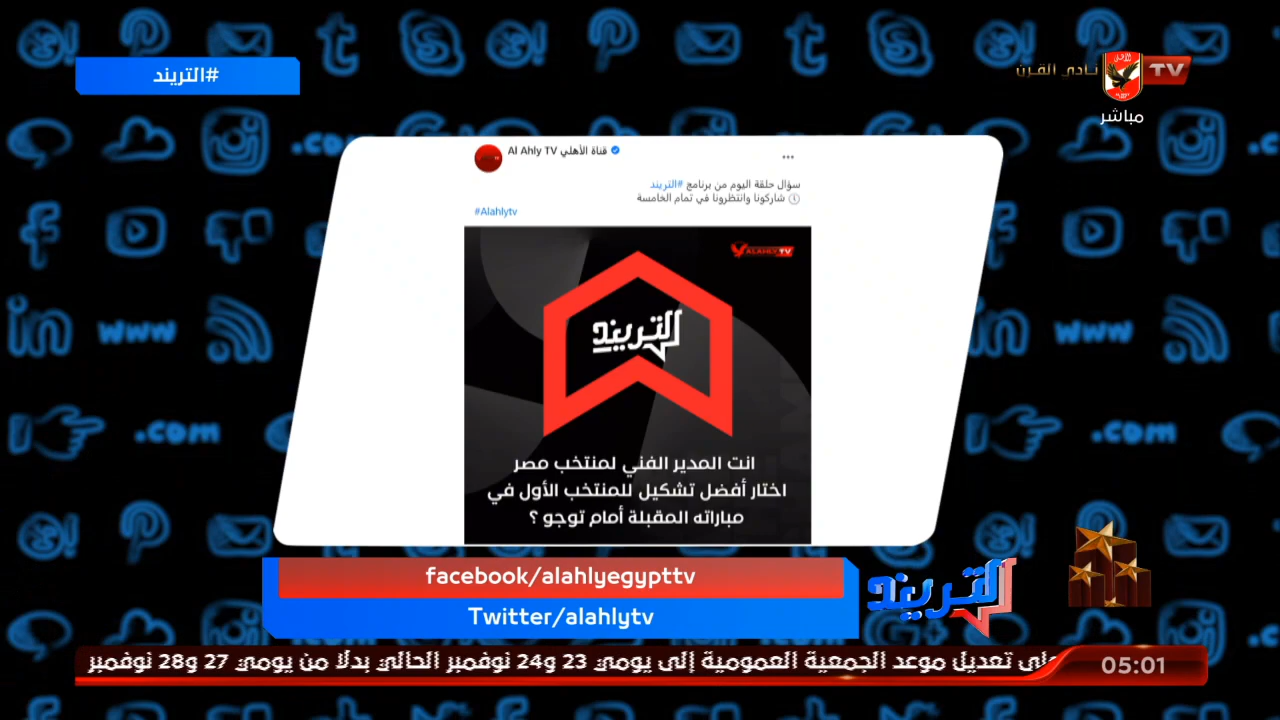 #التريند
نادي القرن
TV
مباشر
قناة الأهلي Al Ahly TV
سؤال حلقة اليوم من برنامج #التريند
شاركونا وانتظرونا في تمام الخامسة
#Alahlytv
ALAHLY TV
التريند
انت المدير الفني لمنتخب مصر
اختار أفضل تشكيل للمنتخب الأول في
مباراته المقبلة أمام توجو ؟
facebook/alahlyegypttv
Twitter/alahlytv
التريند
على تعديل موعد الجمعية العمومية إلى يومي 23 و24 نوفمبر الحالي بدلا من يومي 27 و28 نوفمبر
05:01